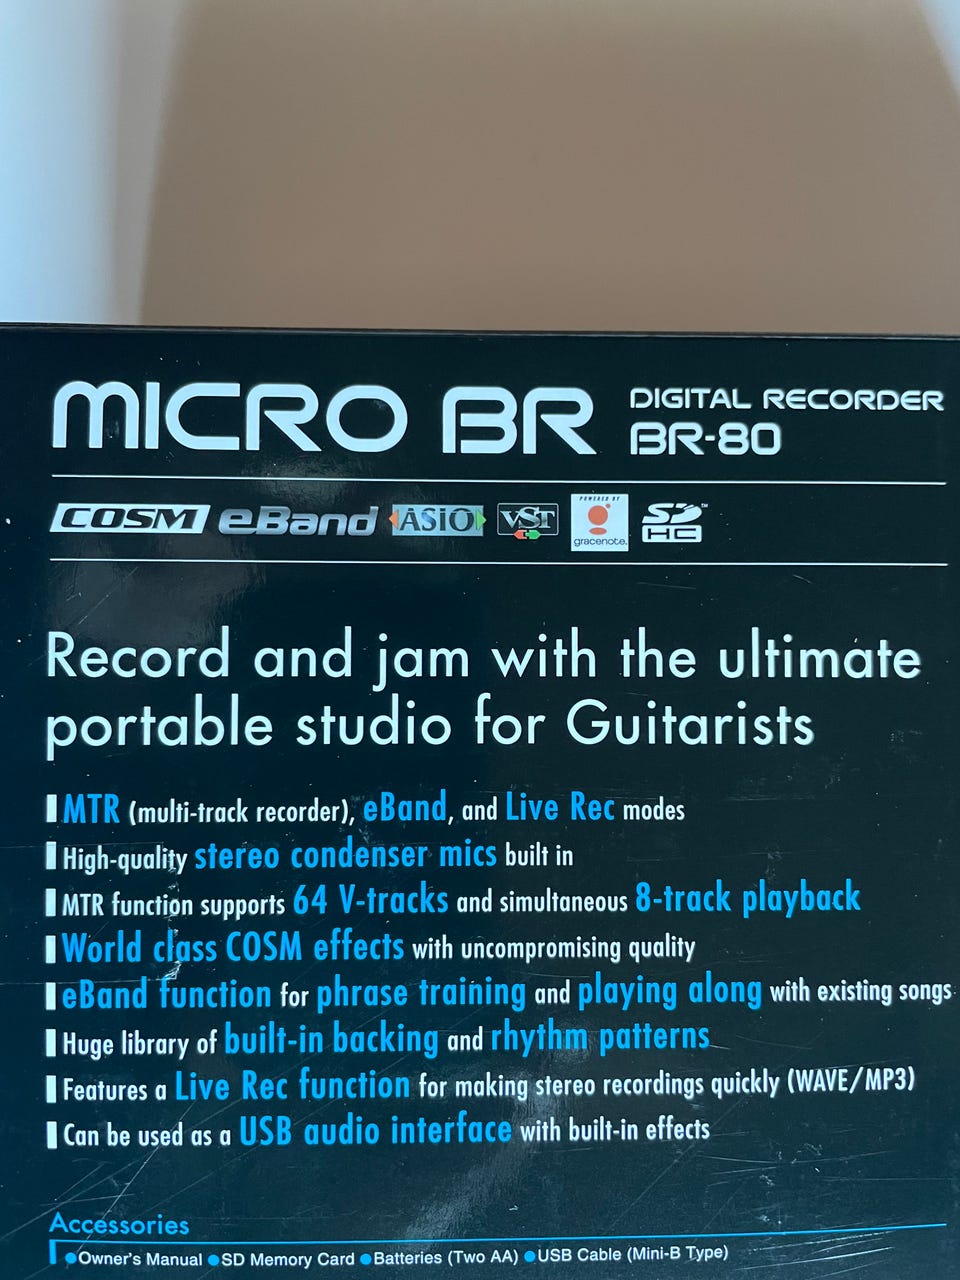 MICRO BR DIGITAL RECORDER
BR-80
COSM eBand ASIO VST POWERED BY gracenote. SD HC™
Record and jam with the ultimate
portable studio for Guitarists
MTR (multi-track recorder), eBand, and Live Rec modes
High-quality stereo condenser mics built in
MTR function supports 64 V-tracks and simultaneous 8-track playback
World class COSM effects with uncompromising quality
eBand function for phrase training and playing along with existing songs
Huge library of built-in backing and rhythm patterns
Features a Live Rec function for making stereo recordings quickly (WAVE/MP3)
Can be used as a USB audio interface with built-in effects
Accessories
●Owner's Manual ●SD Memory Card ●Batteries (Two AA) ●USB Cable (Mini-B Type)